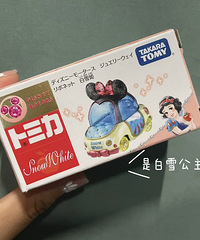 ディズニーモータース ジュエリーウェイ
リボネット 白雪姫
TAKARA
TOMY
トミカ
Snow White
是白雪公主